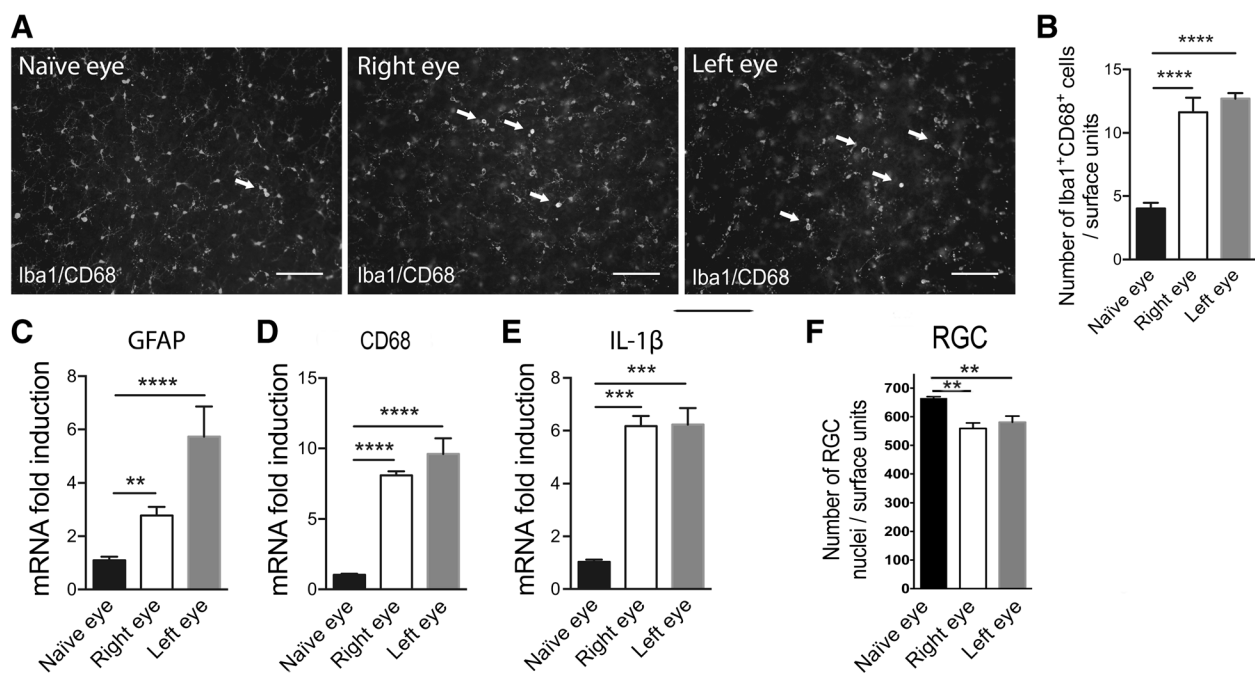 A
Naïve eye
Iba1/CD68
Right eye
Iba1/CD68
Left eye
Iba1/CD68
B
****
****
15
10
5
0
Number of Iba1+CD68+ cells
/ surface units
Naïve eye
Right eye
Left eye
C
GFAP
****
**
8
6
4
2
0
mRNA fold induction
Naïve eye
Right eye
Left eye
D
CD68
****
****
15
10
5
0
mRNA fold induction
Naïve eye
Right eye
Left eye
E
IL-1β
***
***
8
6
4
2
0
mRNA fold induction
Naïve eye
Right eye
Left eye
F
RGC
**
**
700
600
500
400
300
200
100
0
Number of RGC
nuclei / surface units
Naïve eye
Right eye
Left eye